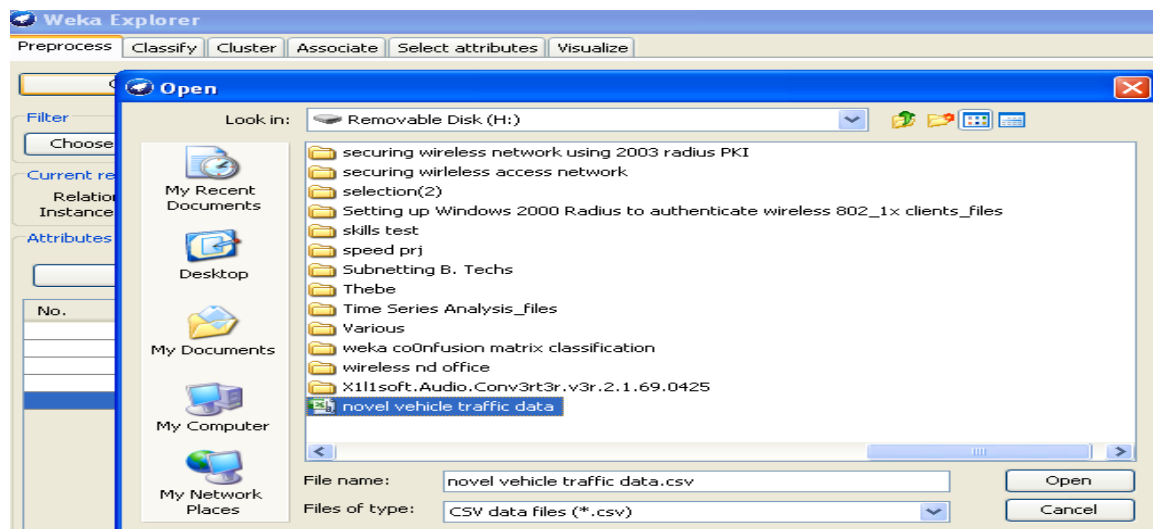 Weka Explorer
Preprocess Classify Cluster Associate Select attributes Visualize
Open
Filter
Choose
Current re
Relatio
Instance
Attributes
No.
Look in: Removable Disk (H:)
My Recent
Documents
Desktop
My Documents
My Computer
My Network
Places
securing wireless network using 2003 radius PKI
securing wirleless access network
selection(2)
Setting up Windows 2000 Radius to authenticate wireless 802_1x clients_files
skills test
speed prj
Subnetting B. Techs
Thebe
Time Series Analysis_files
Various
weka co0nfusion matrix classification
wireless nd office
X1l1soft.Audio.Conv3rt3r.v3r.2.1.69.0425
novel vehicle traffic data
File name: novel vehicle traffic data.csv
Open
Files of type: CSV data files (*.csv)
Cancel